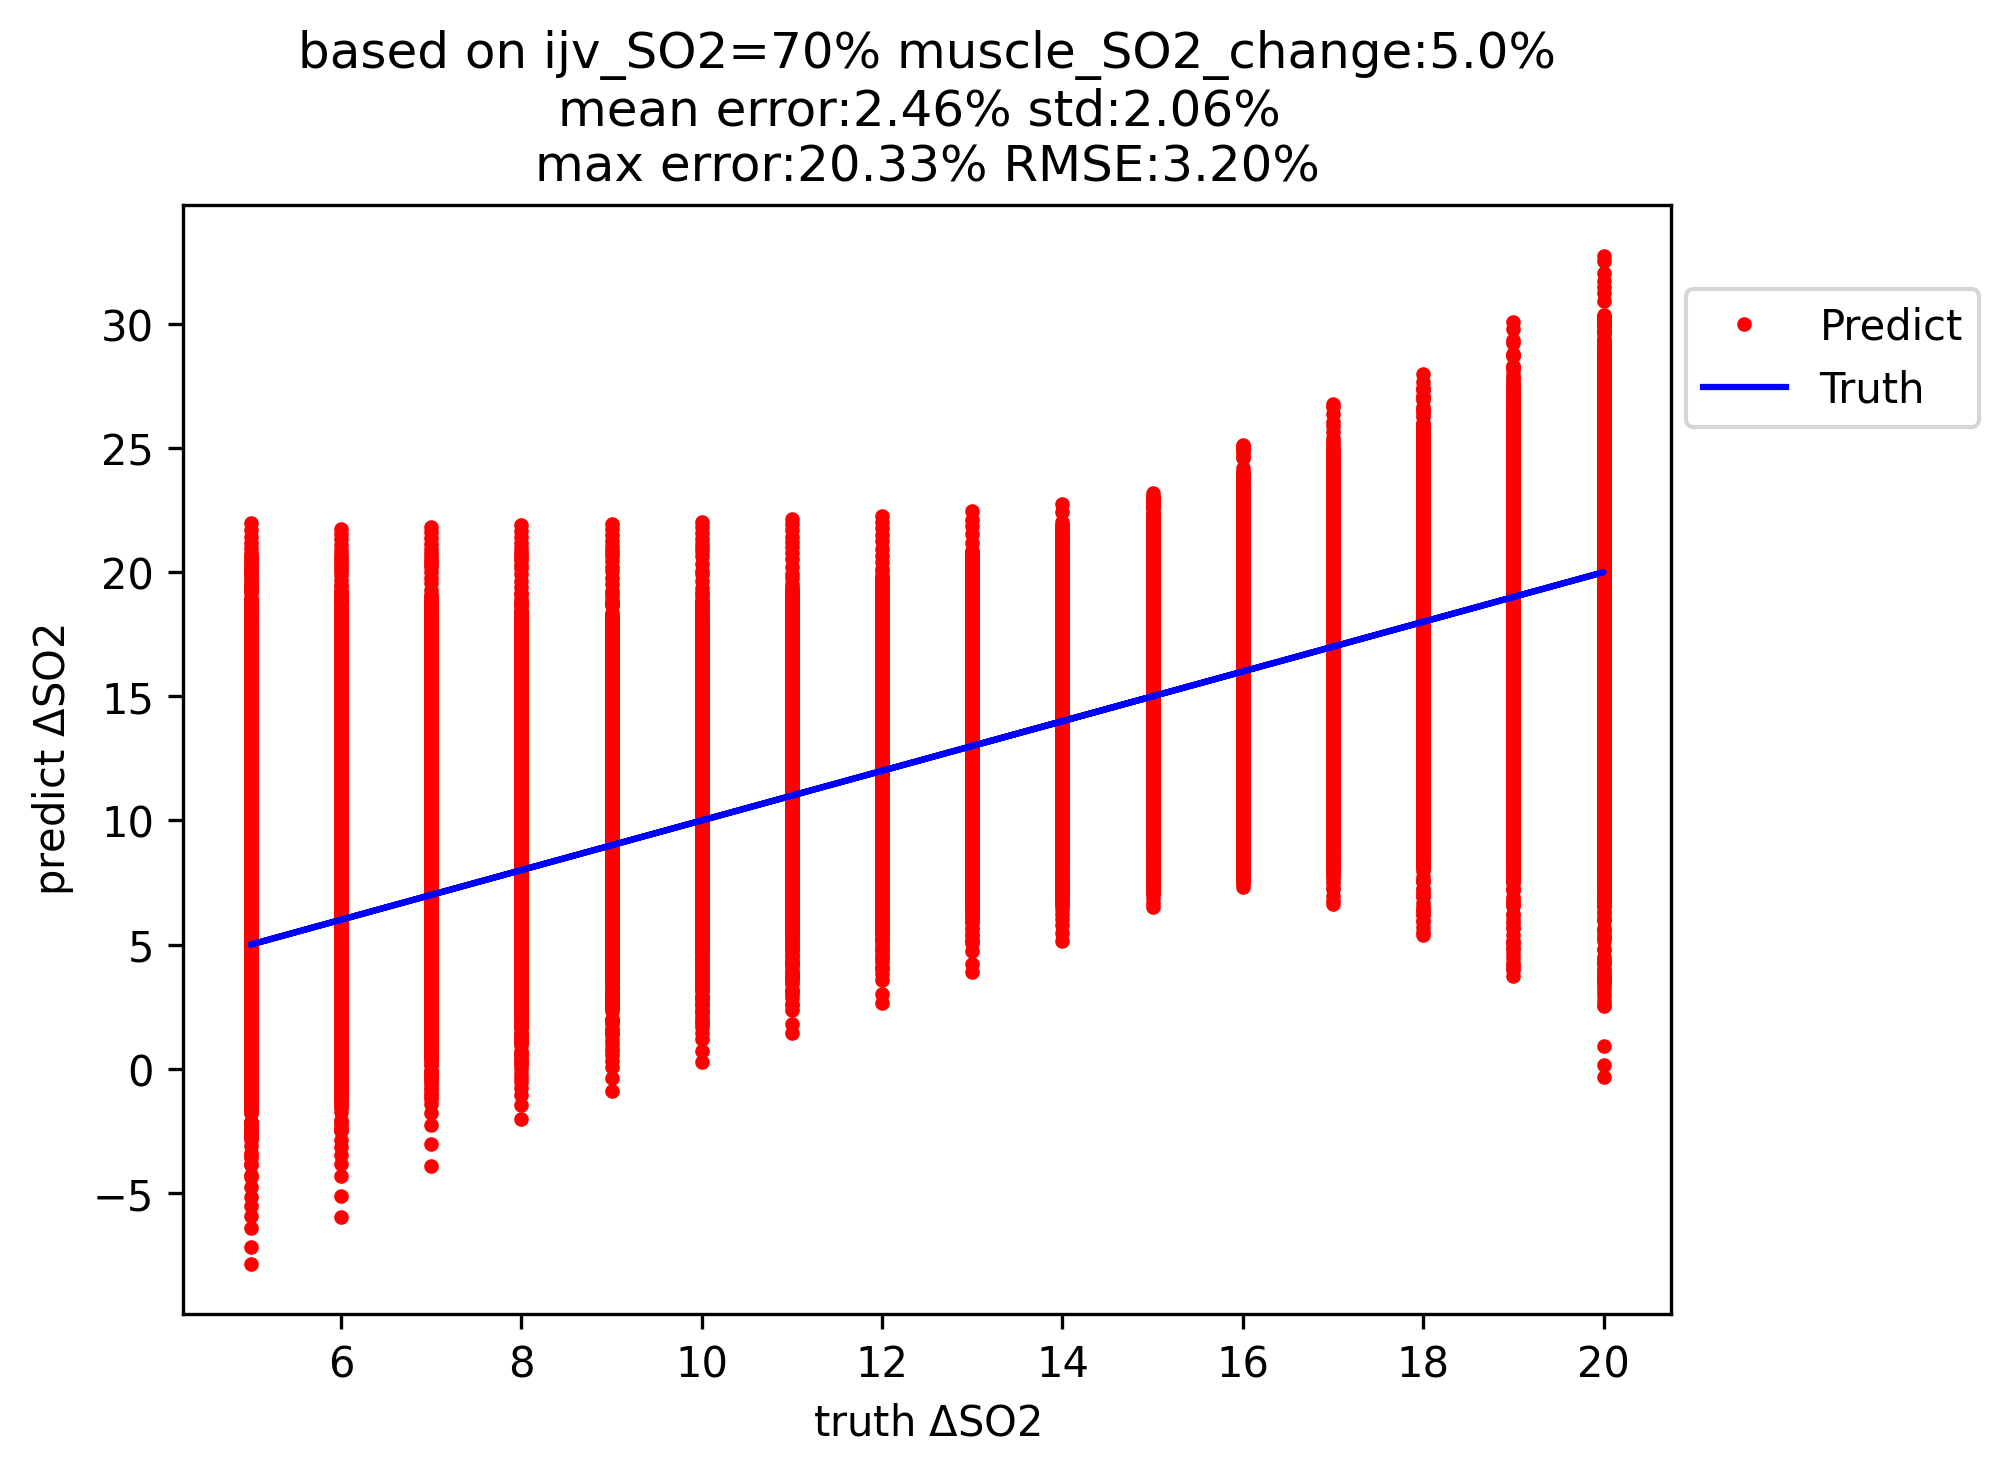 based on ijv_SO2=70% muscle_SO2_change:5.0%
mean error:2.46% std:2.06%
max error:20.33% RMSE:3.20%
30
25
20
15
10
5
0
−5
predict ΔSO2
6 8 10 12 14 16 18 20
truth ΔSO2
Predict
Truth